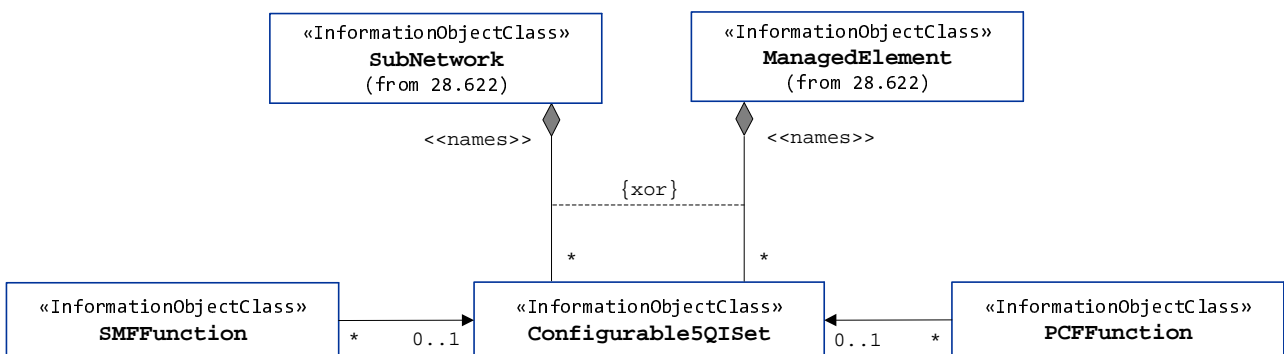 «InformationObjectClass»
SubNetwork
(from 28.622)
«InformationObjectClass»
ManagedElement
(from 28.622)
<<names>>
<<names>>
{xor}
*
*
«InformationObjectClass»
SMFFunction
*
0..1
«InformationObjectClass»
Configurable5QISet
0..1
*
«InformationObjectClass»
PCFFunction